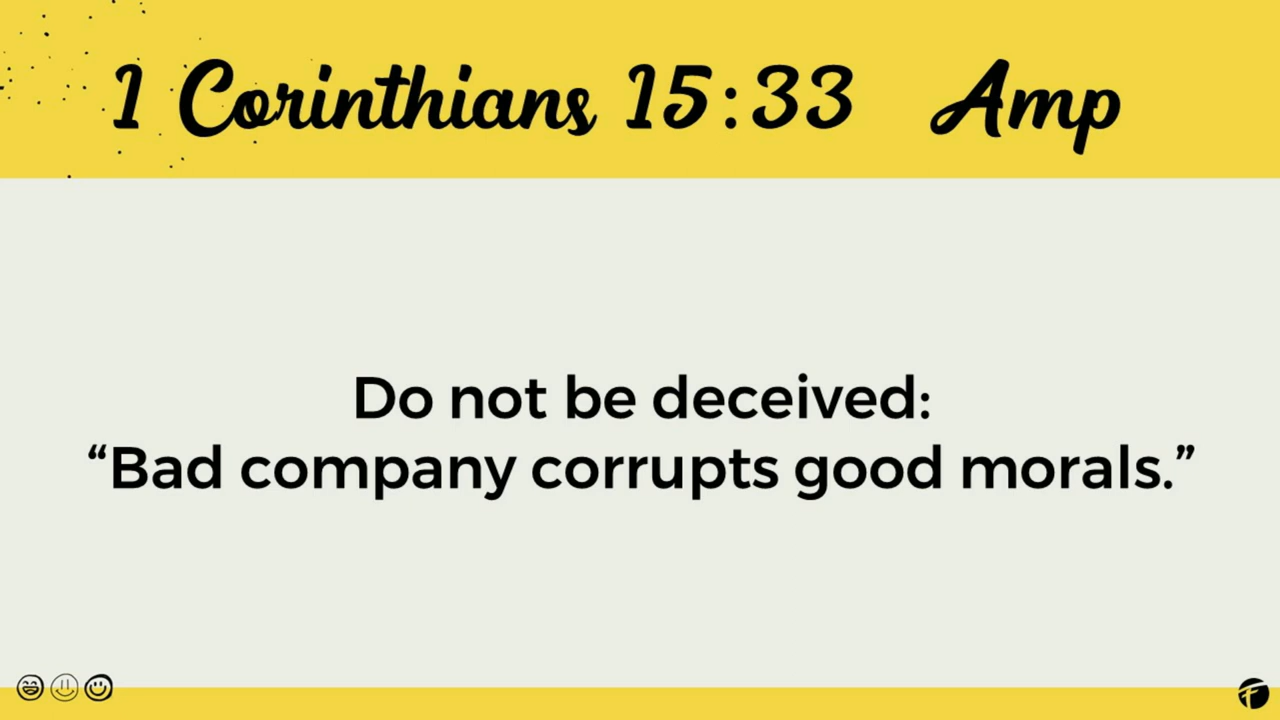 1 Corinthians 15:33 Amp
Do not be deceived:
“Bad company corrupts good morals.”